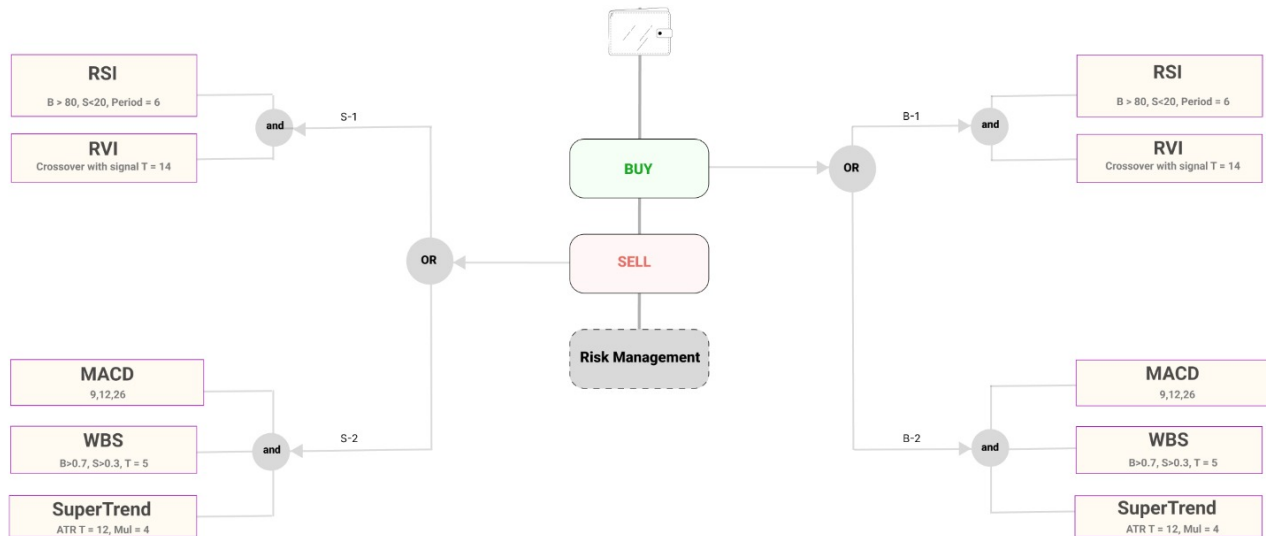 RSI
B > 80, S<20, Period = 6
RVI
Crossover with signal T = 14
and
S-1
OR
MACD
9,12,26
WBS
B>0.7, S>0.3, T = 5
SuperTrend
ATR T = 12, Mul = 4
and
S-2
BUY
SELL
Risk Management
OR
B-1
and
RSI
B > 80, S<20, Period = 6
RVI
Crossover with signal T = 14
B-2
and
MACD
9,12,26
WBS
B>0.7, S>0.3, T = 5
SuperTrend
ATR T = 12, Mul = 4